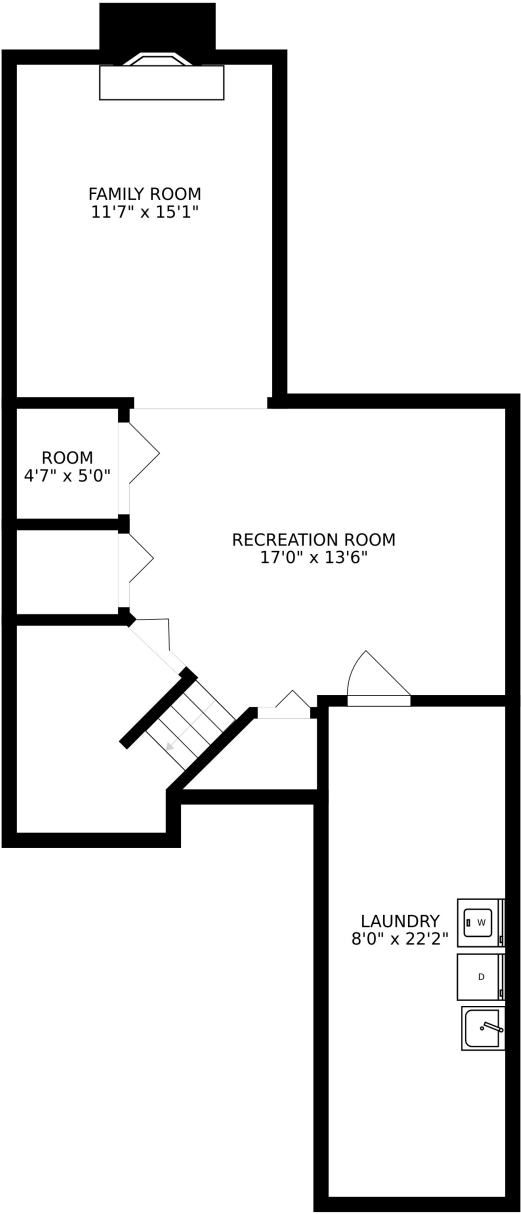 FAMILY ROOM
11'7" x 15'1"
ROOM
4'7" x 5'0"
RECREATION ROOM
17'0" x 13'6"
LAUNDRY
8'0" x 22'2"
W
D